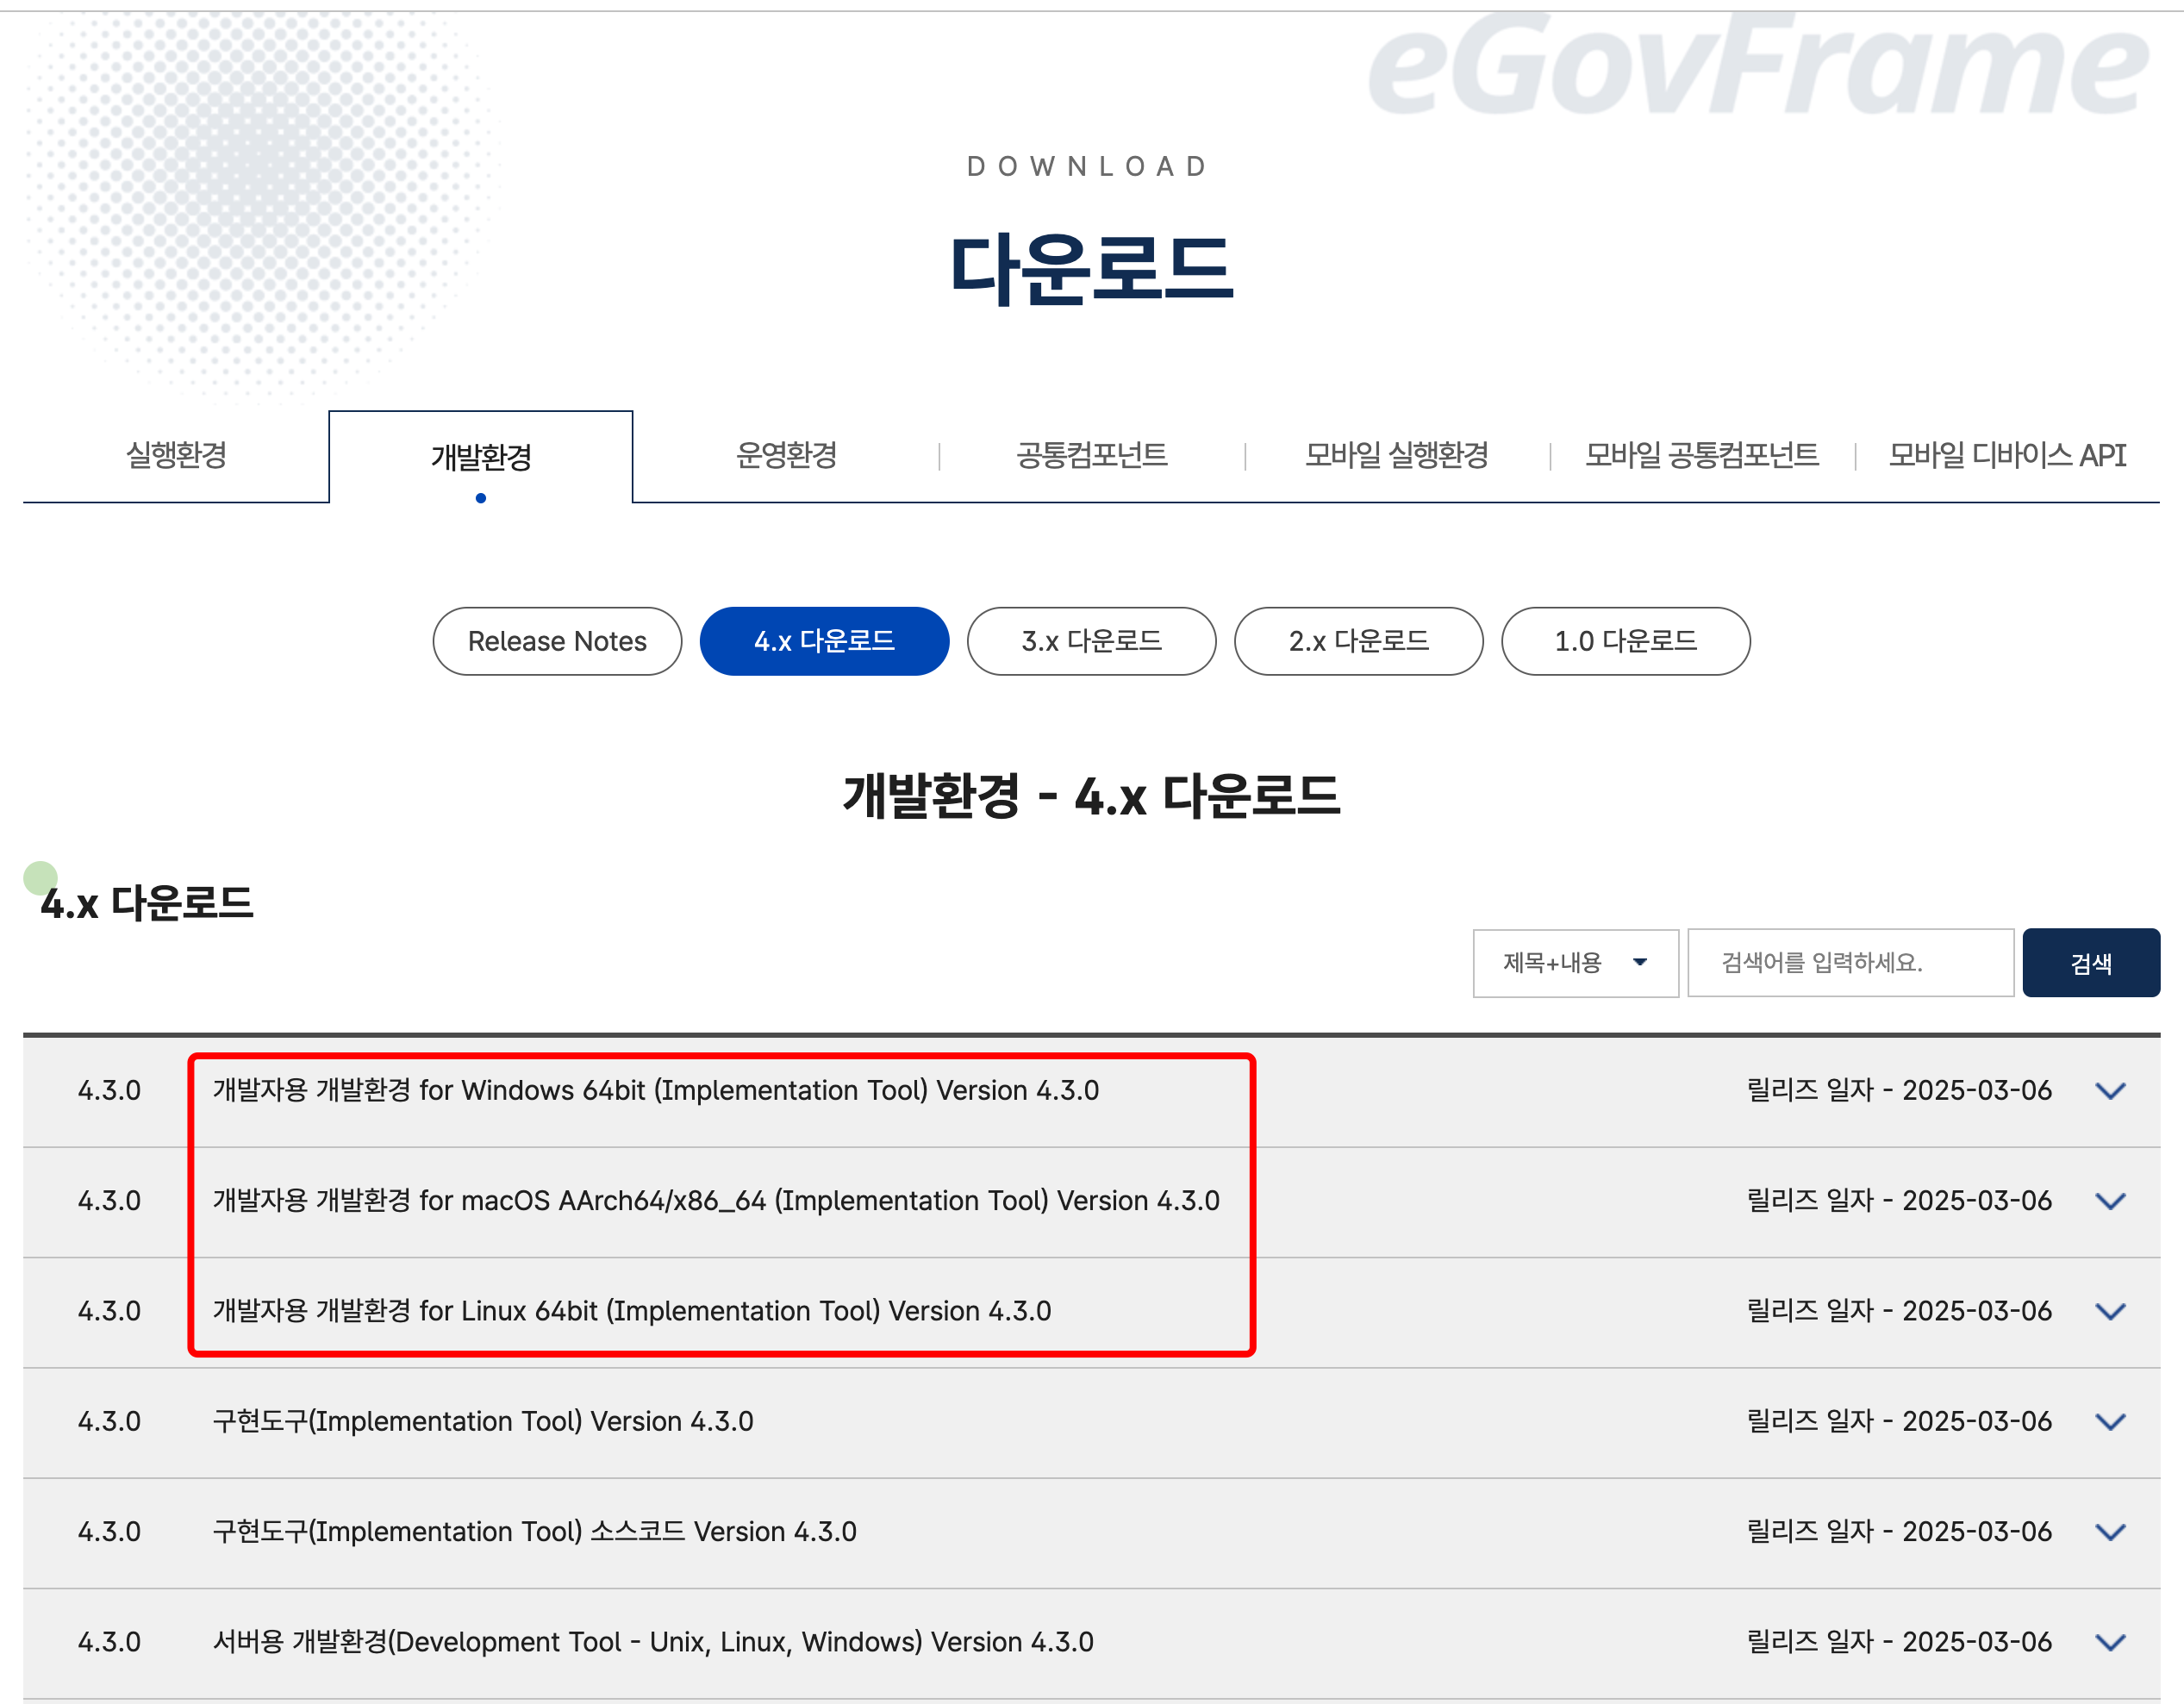 eGovFrame
DOWNLOAD
다운로드
실행환경 개발환경 운영환경 공통컴포넌트 모바일 실행환경 모바일 공통컴포넌트 모바일 디바이스 API
Release Notes 4.x 다운로드 3.x 다운로드 2.x 다운로드 1.0 다운로드
개발환경 - 4.x 다운로드
4.x 다운로드
제목+내용 검색어를 입력하세요. 검색
4.3.0 개발자용 개발환경 for Windows 64bit (Implementation Tool) Version 4.3.0 릴리즈 일자 - 2025-03-06
4.3.0 개발자용 개발환경 for macOS AArch64/x86_64 (Implementation Tool) Version 4.3.0 릴리즈 일자 - 2025-03-06
4.3.0 개발자용 개발환경 for Linux 64bit (Implementation Tool) Version 4.3.0 릴리즈 일자 - 2025-03-06
4.3.0 구현도구(Implementation Tool) Version 4.3.0 릴리즈 일자 - 2025-03-06
4.3.0 구현도구(Implementation Tool) 소스코드 Version 4.3.0 릴리즈 일자 - 2025-03-06
4.3.0 서버용 개발환경(Development Tool - Unix, Linux, Windows) Version 4.3.0 릴리즈 일자 - 2025-03-06